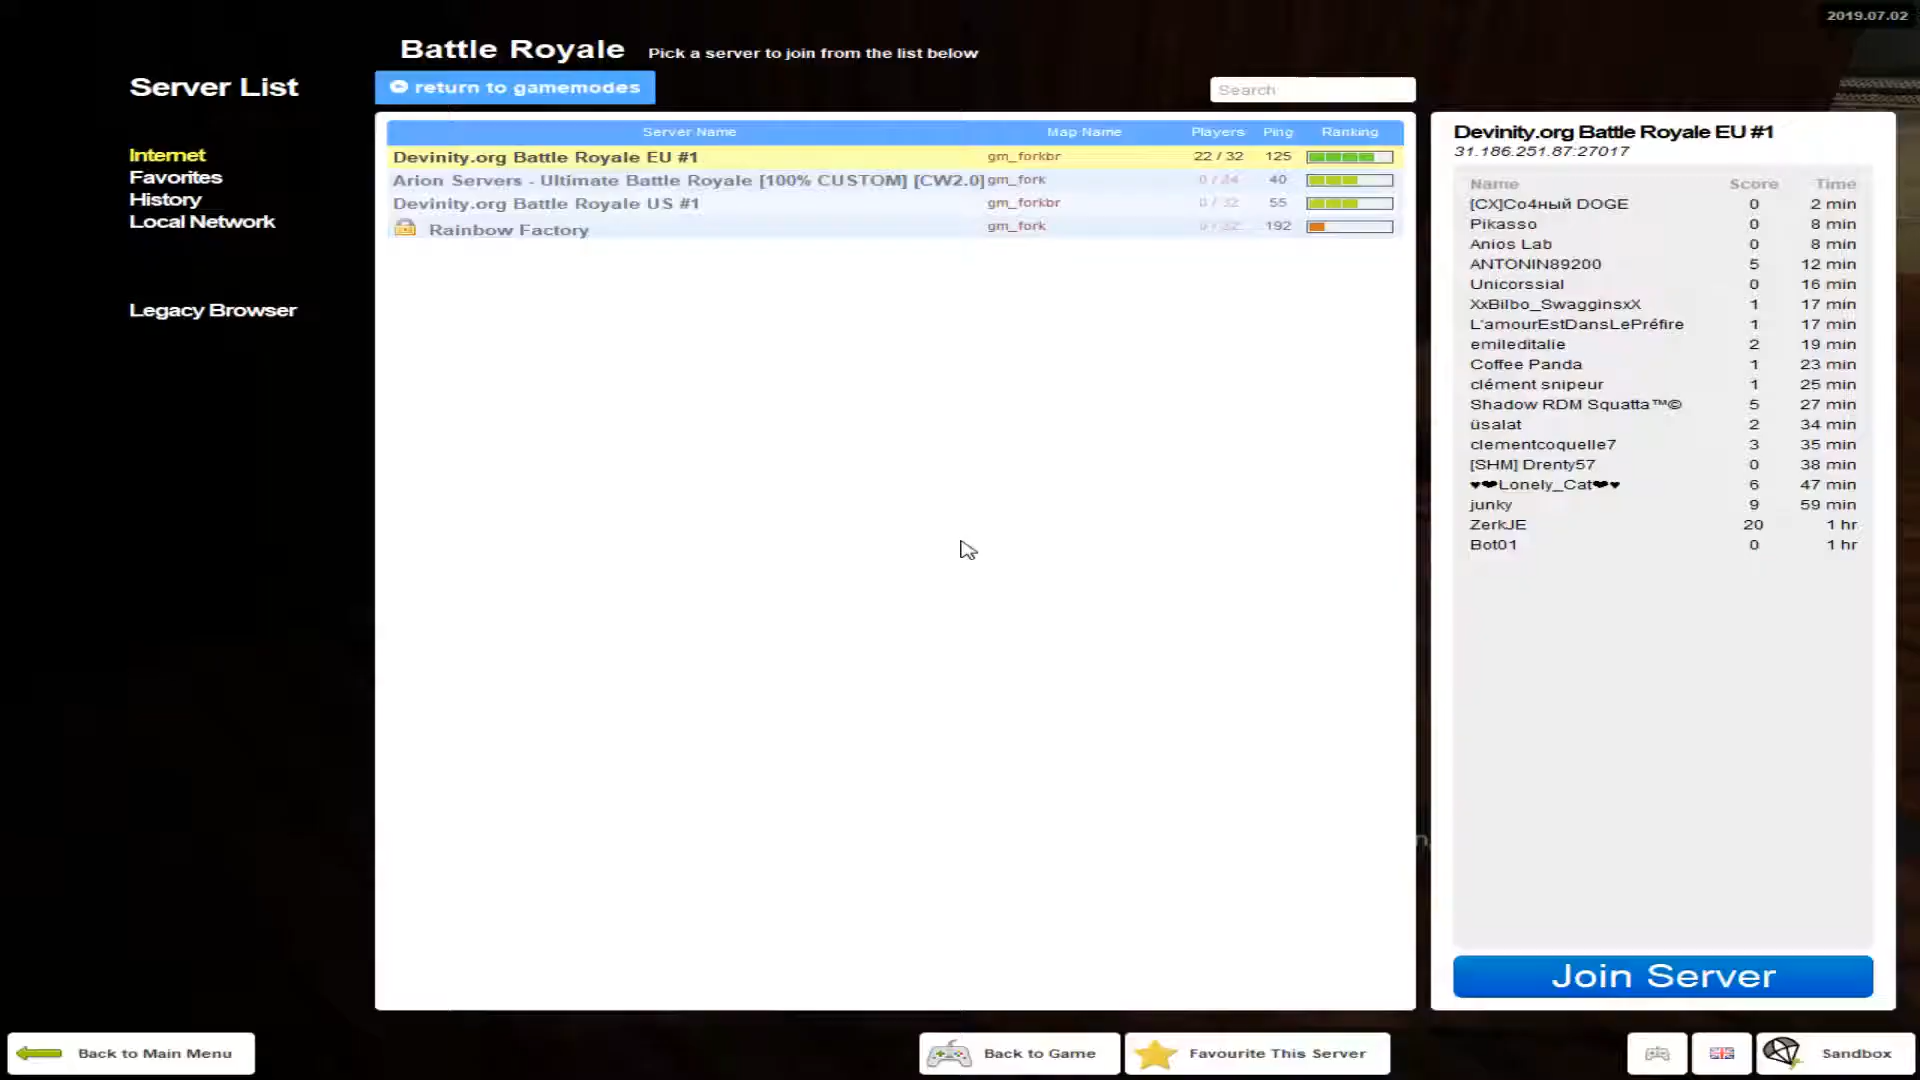 2019.07.02
Battle Royale Pick a server to join from the list below
Server List
return to gamemodes
Search
Internet
Favorites
History
Local Network
Legacy Browser
Server Name Map Name Players Ping Ranking
Devinity.org Battle Royale EU #1 gm_forkbr 22 / 32 125
Arion Servers - Ultimate Battle Royale [100% CUSTOM] [CW2.0] gm_fork 0 / 24 40
Devinity.org Battle Royale US #1 gm_forkbr 0 / 32 55
Rainbow Factory gm_fork 0 / 32 192
Devinity.org Battle Royale EU #1
31.186.251.87:27017
Name Score Time
[CX]Co4ный DOGE 0 2 min
Pikasso 0 8 min
Anios Lab 0 8 min
ANTONIN89200 5 12 min
Unicorssial 0 16 min
XxBilbo_SwagginsxX 1 17 min
L'amourEstDansLePréfire 1 17 min
emileditalie 2 19 min
Coffee Panda 1 23 min
clément snipeur 1 25 min
Shadow RDM Squatta™© 5 27 min
üsalat 2 34 min
clementcoquelle7 3 35 min
[SHM] Drenty57 0 38 min
♥❤Lonely_Cat❤♥ 6 47 min
junky 9 59 min
ZerkJE 20 1 hr
Bot01 0 1 hr
Join Server
Back to Main Menu
Back to Game
Favourite This Server
Sandbox